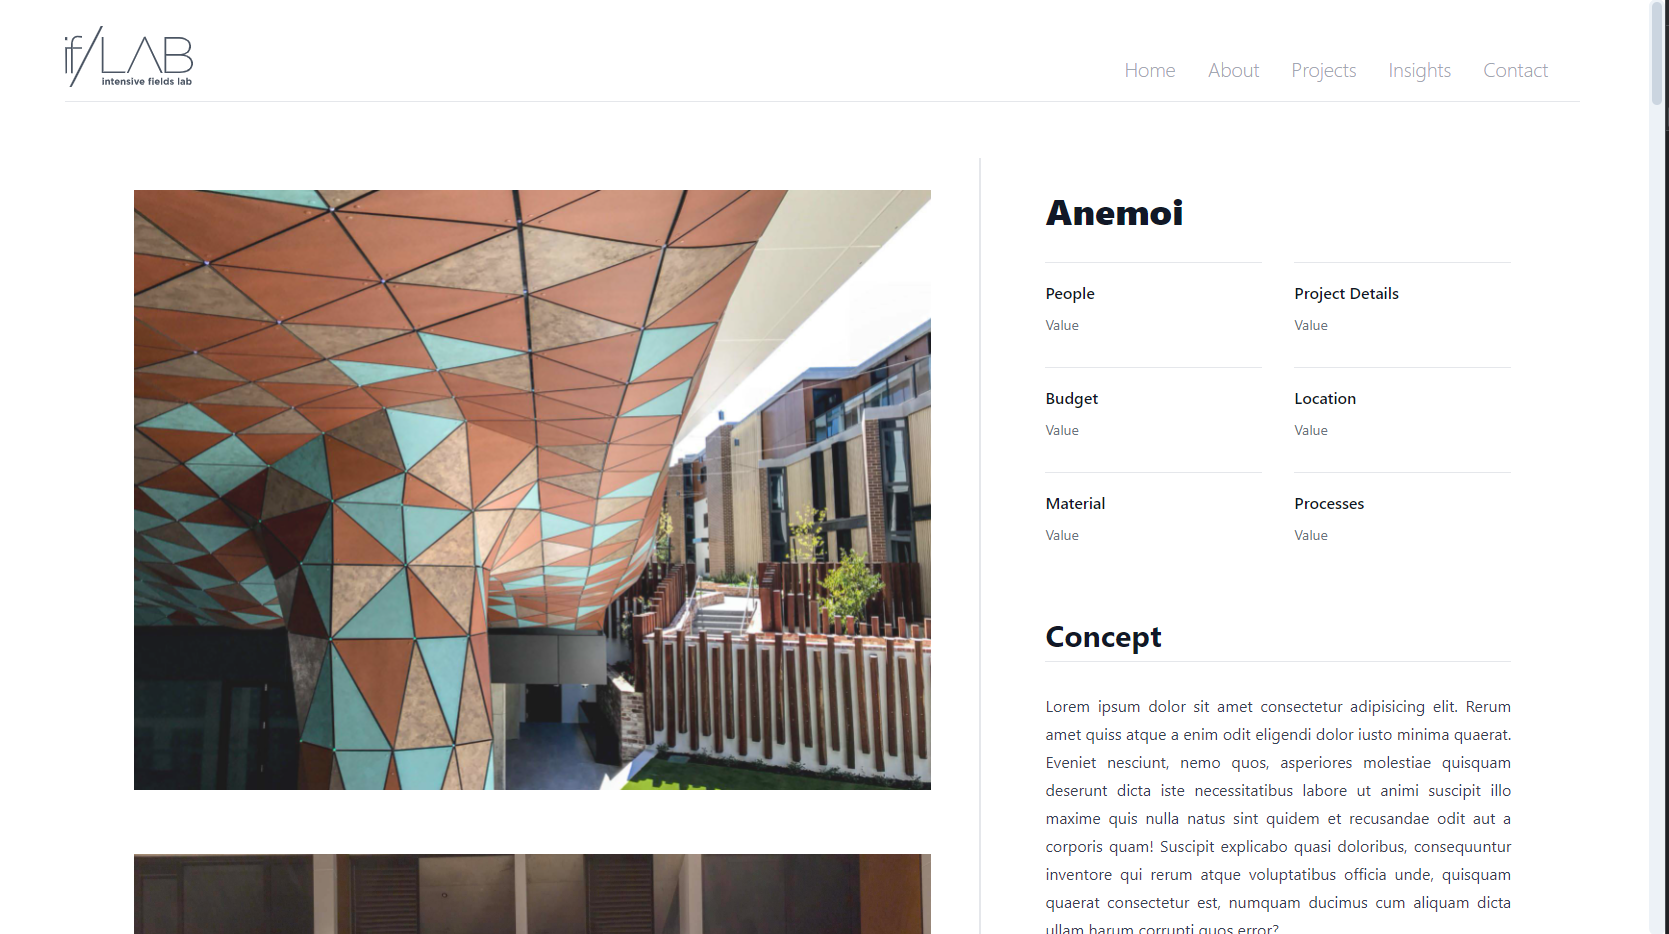 if/LAB
intensive fields lab
Home About Projects Insights Contact
Anemoi
People Project Details
Value Value
Budget Location
Value Value
Material Processes
Value Value
Concept
Lorem ipsum dolor sit amet consectetur adipisicing elit. Rerum
amet quiss atque a enim odit eligendi dolor iusto minima quaerat.
Eveniet nesciunt, nemo quos, asperiores molestiae quisquam
deserunt dicta iste necessitatibus labore ut animi suscipit illo
maxime quis nulla natus sint quidem et recusandae odit aut a
corporis quam! Suscipit explicabo quasi doloribus, consequuntur
inventore qui rerum atque voluptatibus officia unde, quisquam
quaerat consectetur est, numquam ducimus cum aliquam dicta
ullam harum corrupti quos error?